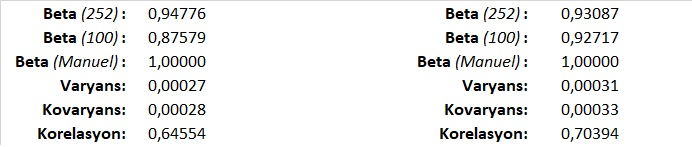 Beta (252) : 0,94776 Beta (252) : 0,93087
Beta (100) : 0,87579 Beta (100) : 0,92717
Beta (Manuel) : 1,00000 Beta (Manuel) : 1,00000
Varyans: 0,00027 Varyans: 0,00031
Kovaryans: 0,00028 Kovaryans: 0,00033
Korelasyon: 0,64554 Korelasyon: 0,70394